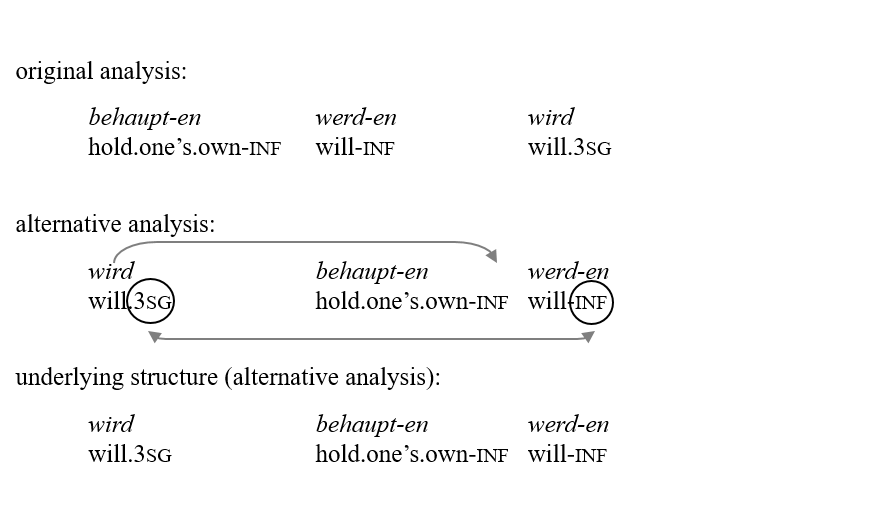 original analysis:
behaupt-en werd-en wird
hold.one’s.own-INF will-INF will.3SG
alternative analysis:
wird behaupt-en werd-en
will.3SG hold.one’s.own-INF will-INF
underlying structure (alternative analysis):
wird behaupt-en werd-en
will.3SG hold.one’s.own-INF will-INF